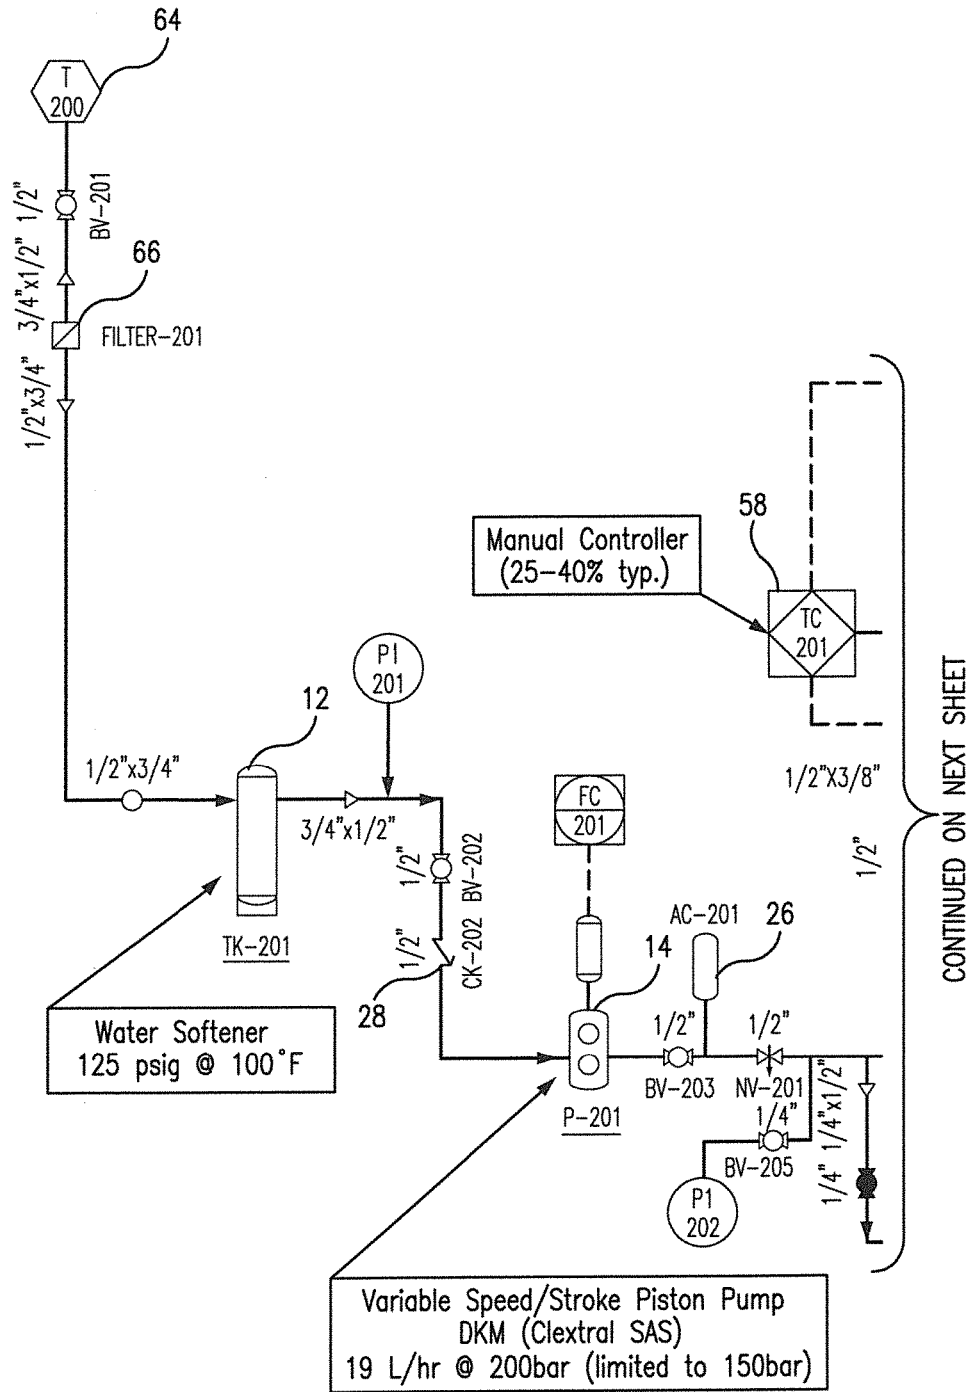 64
T
200
1/2"
BV-201
3/4"x1/2"
66
FILTER-201
1/2"x3/4"
58
Manual Controller
(25-40% typ.)
TC
201
PI
201
12
1/2"x3/4"
3/4"x1/2"
1/2"X3/8"
FC
201
1/2"
BV-202
1/2"
CONTINUED ON NEXT SHEET
TK-201
1/2"
CK-202
28
AC-201
26
14
Water Softener
125 psig @ 100°F
1/2"
1/2"
BV-203
NV-201
P-201
1/4"
BV-205
1/4"x1/2"
1/4"
P1
202
Variable Speed/Stroke Piston Pump
DKM (Clextral SAS)
19 L/hr @ 200bar (limited to 150bar)